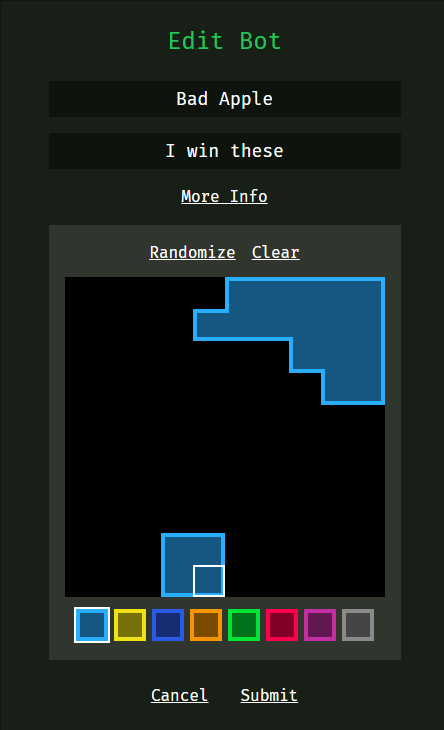 Edit Bot
Bad Apple
I win these
More Info
Randomize Clear
Cancel Submit